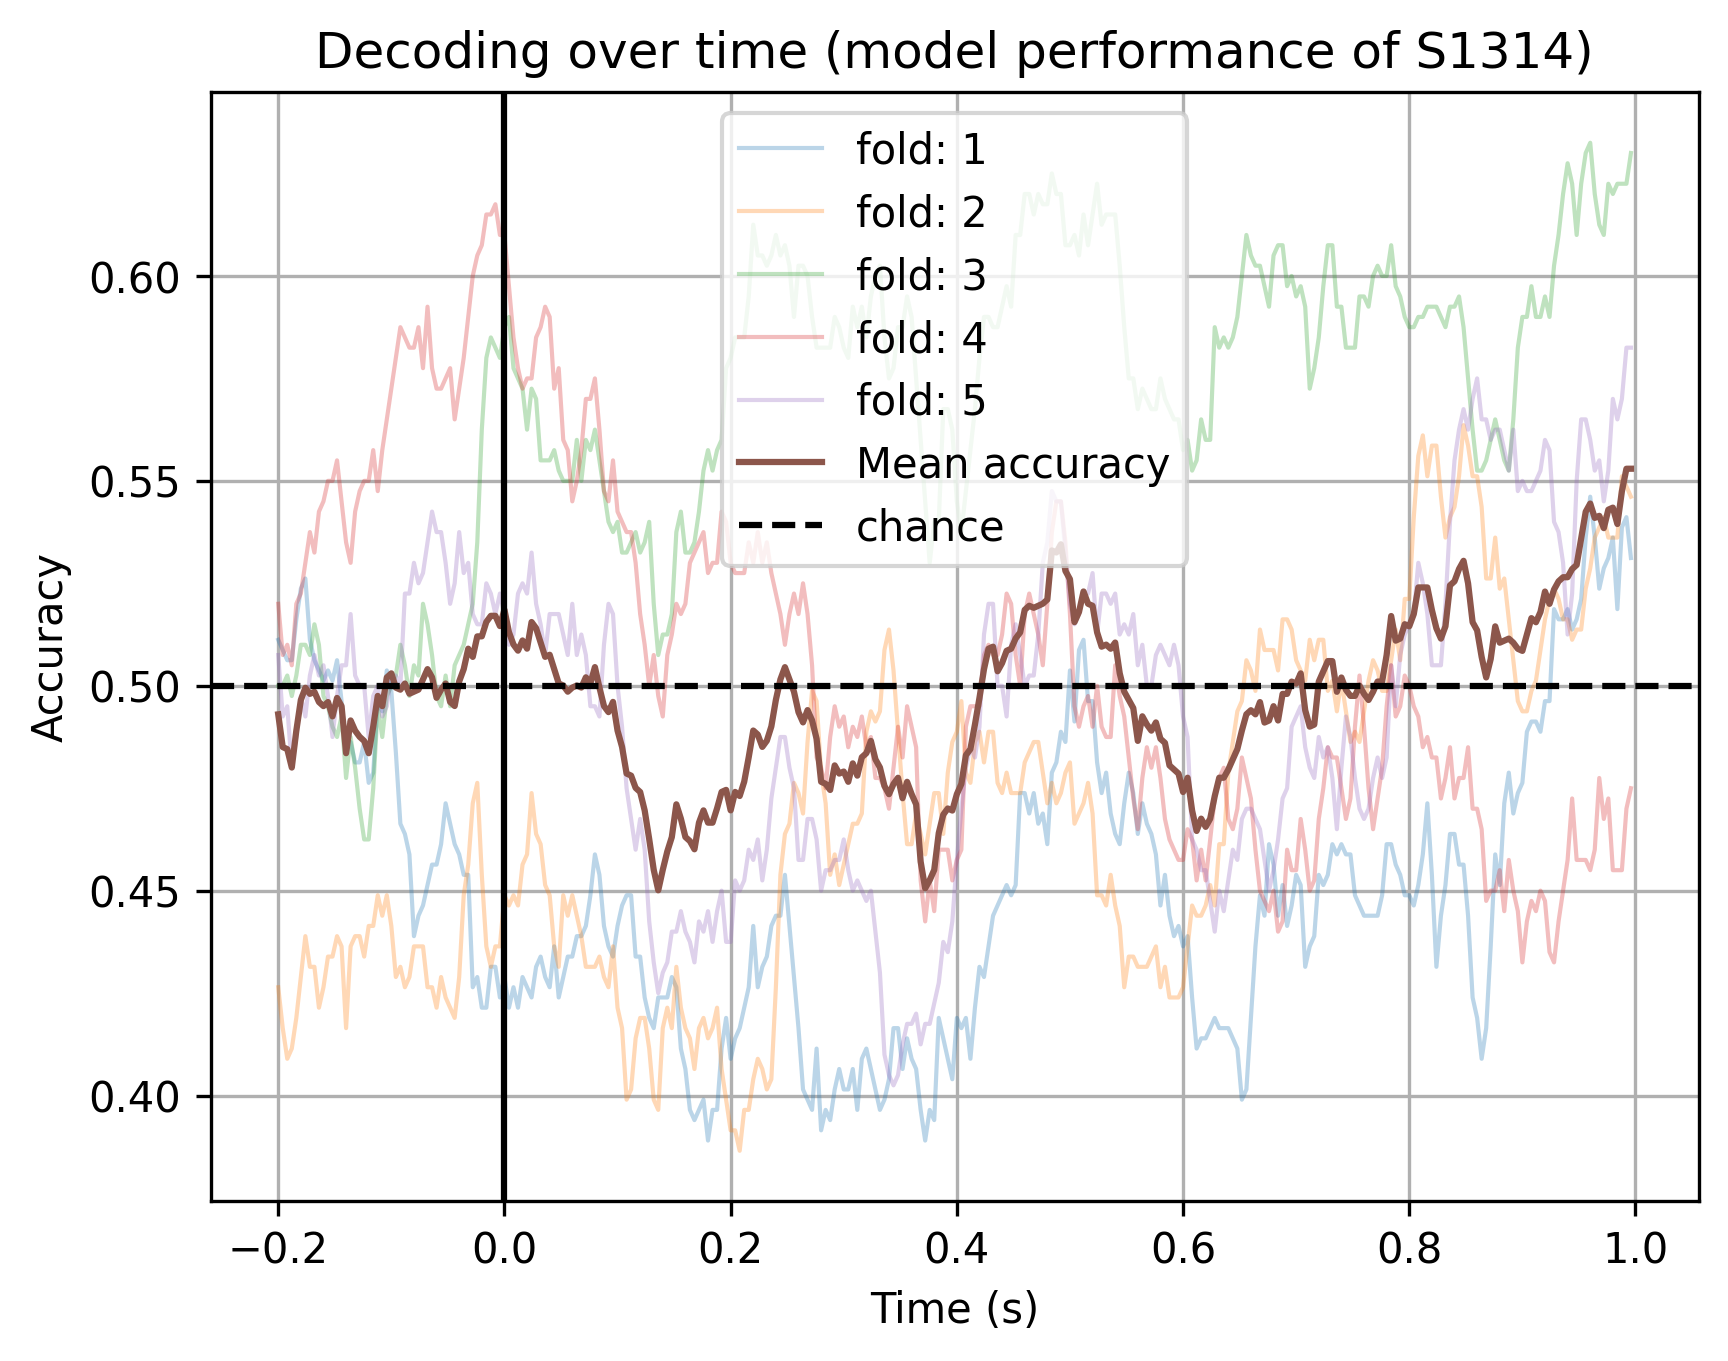 Decoding over time (model performance of S1314)
fold: 1
fold: 2
fold: 3
fold: 4
fold: 5
Mean accuracy
chance
Accuracy
0.60
0.55
0.50
0.45
0.40
−0.2 0.0 0.2 0.4 0.6 0.8 1.0
Time (s)